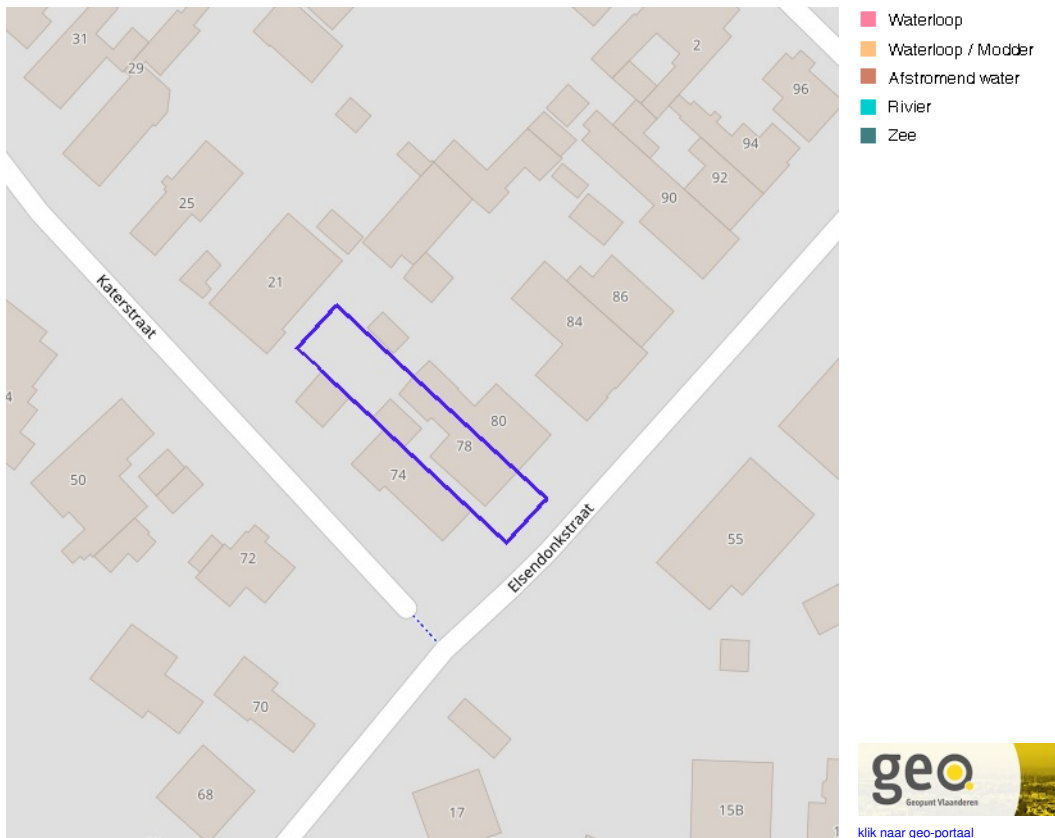 31
29
2
96
94
92
90
25
21
Katerstraat
86
84
80
78
74
50
72
55
Elsendonkstraat
70
68
17
15B
Waterloop
Waterloop / Modder
Afstromend water
Rivier
Zee
geo.
Geopunt Vlaanderen
klik naar geo-portaal